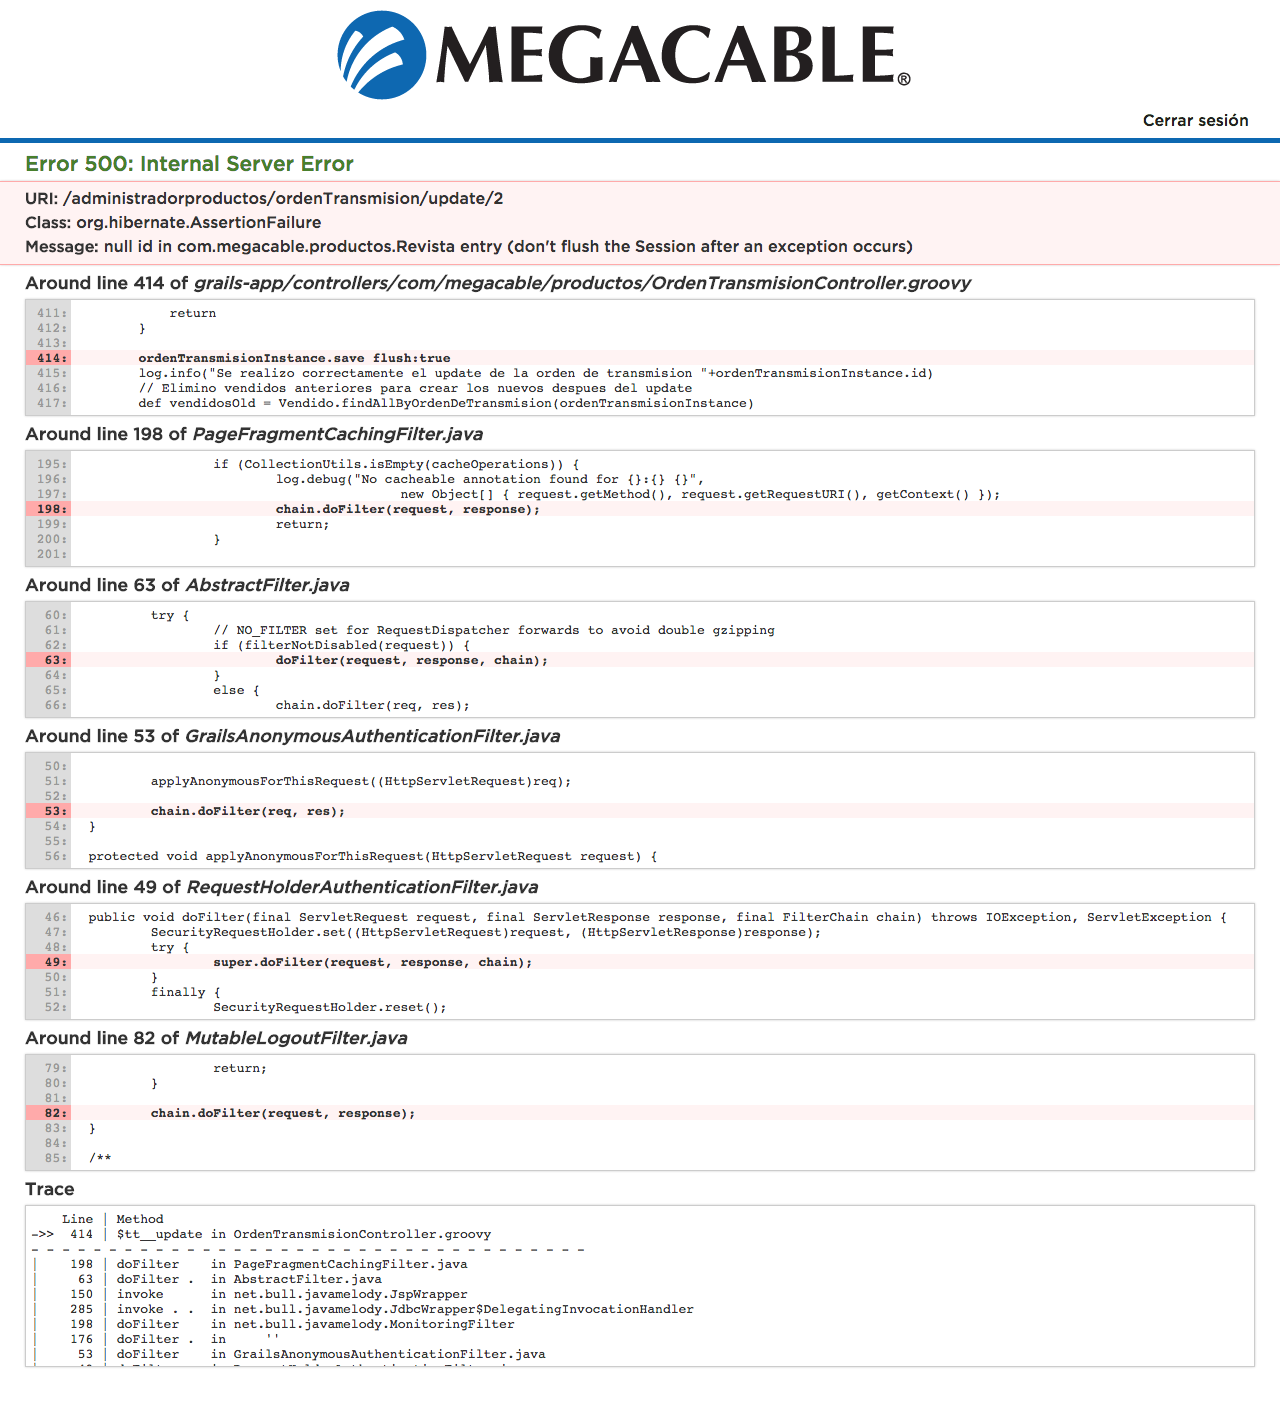 MEGACABLE®
Cerrar sesión
Error 500: Internal Server Error
URI: /administradorproductos/ordenTransmision/update/2
Class: org.hibernate.AssertionFailure
Message: null id in com.megacable.productos.Revista entry (don't flush the Session after an exception occurs)
Around line 414 of grails-app/controllers/com/megacable/productos/OrdenTransmisionController.groovy
411:             return
412:         }
413:
414:         ordenTransmisionInstance.save flush:true
415:         log.info("Se realizo correctamente el update de la orden de transmision "+ordenTransmisionInstance.id)
416:         // Elimino vendidos anteriores para crear los nuevos despues del update
417:         def vendidosOld = Vendido.findAllByOrdenDeTransmision(ordenTransmisionInstance)
Around line 198 of PageFragmentCachingFilter.java
195:                 if (CollectionUtils.isEmpty(cacheOperations)) {
196:                         log.debug("No cacheable annotation found for {}:{} {}",
197:                                         new Object[] { request.getMethod(), request.getRequestURI(), getContext() });
198:                         chain.doFilter(request, response);
199:                         return;
200:                 }
201:
Around line 63 of AbstractFilter.java
60:         try {
61:                 // NO_FILTER set for RequestDispatcher forwards to avoid double gzipping
62:                 if (filterNotDisabled(request)) {
63:                         doFilter(request, response, chain);
64:                 }
65:                 else {
66:                         chain.doFilter(req, res);
Around line 53 of GrailsAnonymousAuthenticationFilter.java
50:
51:         applyAnonymousForThisRequest((HttpServletRequest)req);
52:
53:         chain.doFilter(req, res);
54: }
55:
56: protected void applyAnonymousForThisRequest(HttpServletRequest request) {
Around line 49 of RequestHolderAuthenticationFilter.java
46: public void doFilter(final ServletRequest request, final ServletResponse response, final FilterChain chain) throws IOException, ServletException {
47:         SecurityRequestHolder.set((HttpServletRequest)request, (HttpServletResponse)response);
48:         try {
49:                 super.doFilter(request, response, chain);
50:         }
51:         finally {
52:                 SecurityRequestHolder.reset();
Around line 82 of MutableLogoutFilter.java
79:                 return;
80:         }
81:
82:         chain.doFilter(request, response);
83: }
84:
85: /**
Trace
    Line | Method
->>  414 | $tt__update in OrdenTransmisionController.groovy
- - - - - - - - - - - - - - - - - - - - - - - - - - - - - - - - - - - -
|    198 | doFilter    in PageFragmentCachingFilter.java
|     63 | doFilter .  in AbstractFilter.java
|    150 | invoke      in net.bull.javamelody.JspWrapper
|    285 | invoke . .  in net.bull.javamelody.JdbcWrapper$DelegatingInvocationHandler
|    198 | doFilter    in net.bull.javamelody.MonitoringFilter
|    176 | doFilter .  in     ''
|     53 | doFilter    in GrailsAnonymousAuthenticationFilter.java